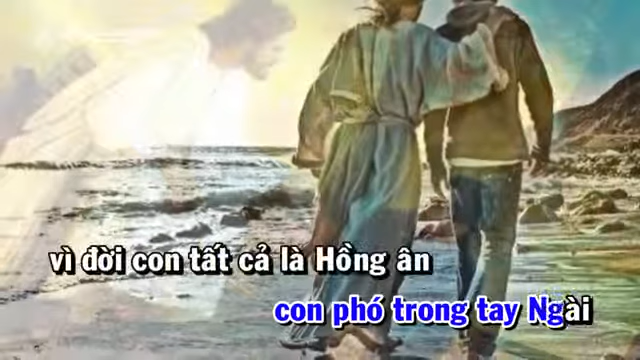 vì đời con tất cả là Hồng ân
con phó trong tay Ngài